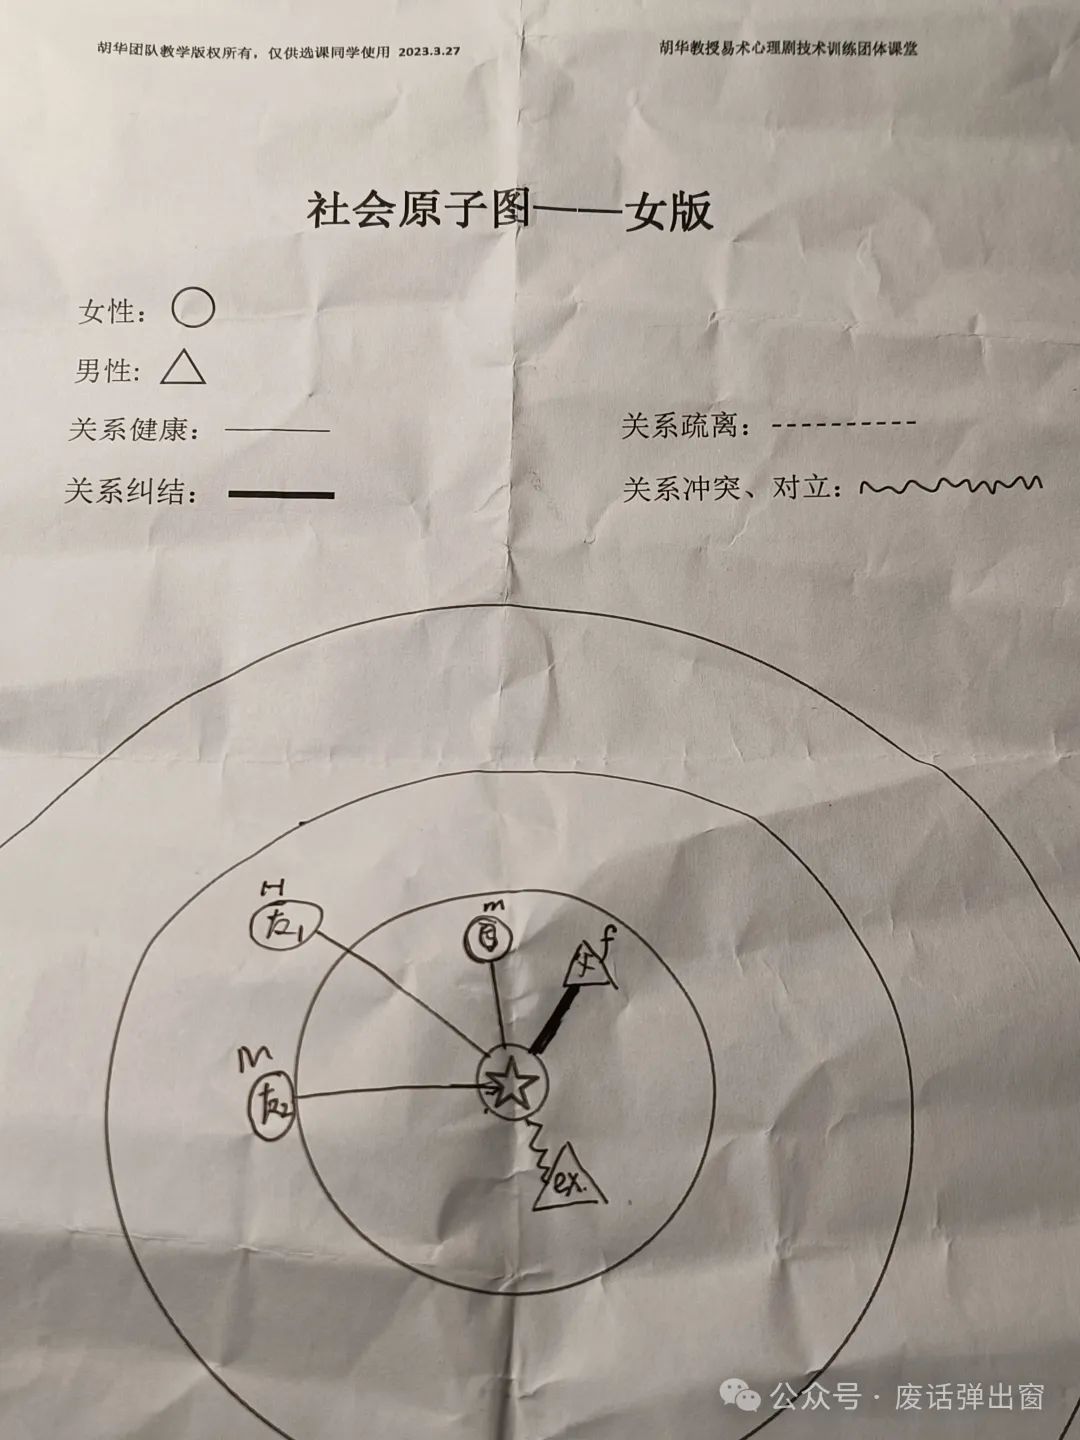 胡华团队教学版权所有，仅供选课同学使用 2023.3.27
胡华教授易术心理剧技术训练团体课堂
社会原子图——女版
女性：
男性:
关系健康：
关系疏离：
关系纠结：
关系冲突、对立：
H
友1
m
母
f
父
M
友2
ex.
公众号 · 废话弹出窗